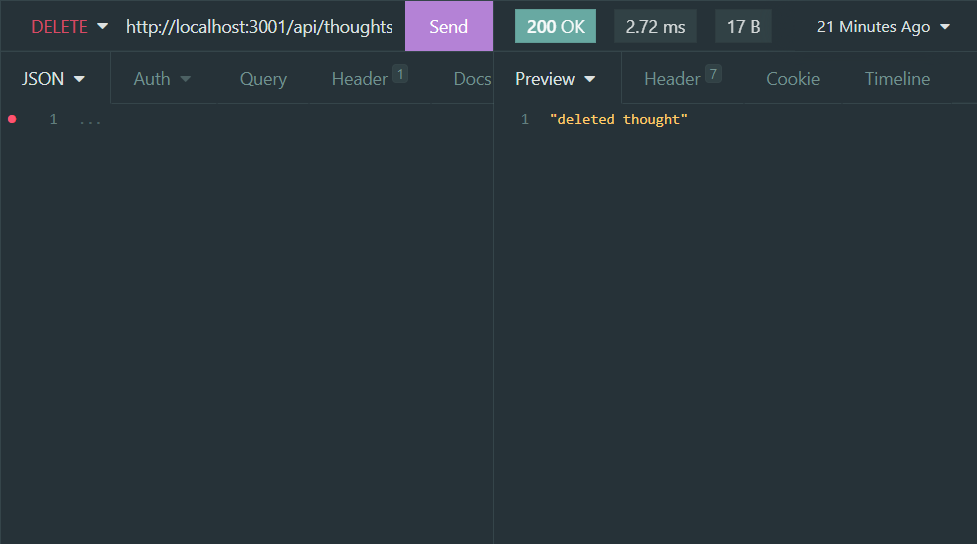 DELETE http://localhost:3001/api/thoughts Send 200 OK 2.72 ms 17 B 21 Minutes Ago
JSON Auth Query Header 1 Docs Preview Header 7 Cookie Timeline
1 ... 1 "deleted thought"